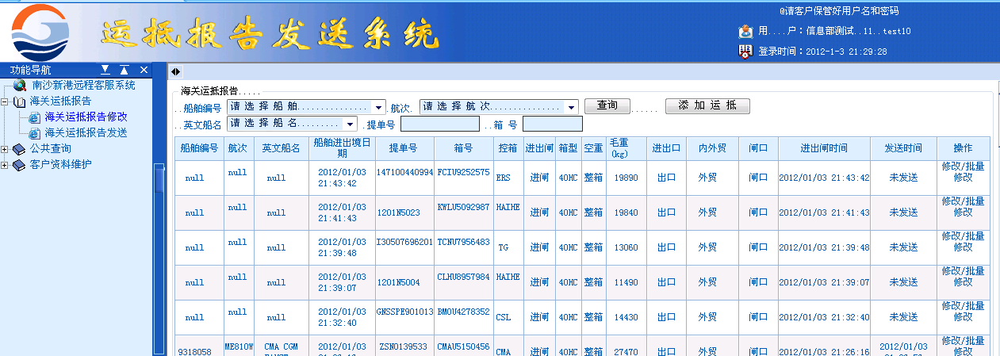 @请客户保管好用户名和密码
运抵报告发送系统
用....户：信息部测试..11..test10
登录时间：2012-1-3 21:29:28
功能导航
南沙新港远程客服系统
海关运抵报告
海关运抵报告修改
海关运抵报告发送
公共查询
客户资料维护
海关运抵报告.....
..船舶编号 请 选 择 船 舶.............. .航次. 请 选 择 航 次............. 查询 ...... 添 加 运 抵
..英文船名 请 选 择 船 名......... .提单号 ..箱 号
船舶编号 航次 英文船名 船舶进出境日期 提单号 箱号 控箱 进出闸 箱型 空重 毛重(kg) 进出口 内外贸 闸口 进出闸时间 发送时间 操作
null null null 2012/01/03 21:43:42 147100440994 FCIU9252575 ERS 进闸 40HC 整箱 19890 出口 外贸 闸口 2012/01/03 21:43:42 未发送 修改/批量修改
null null null 2012/01/03 21:41:43 1201N5023 KWLU5092987 HAIHE 进闸 40HC 整箱 19840 出口 外贸 闸口 2012/01/03 21:41:43 未发送 修改/批量修改
null null null 2012/01/03 21:39:48 I30507696201 TCNU7956483 TG 进闸 40HC 整箱 13060 出口 外贸 闸口 2012/01/03 21:39:48 未发送 修改/批量修改
null null null 2012/01/03 21:39:07 1201N5004 CLHU8957984 HAIHE 进闸 40HC 整箱 11490 出口 外贸 闸口 2012/01/03 21:39:07 未发送 修改/批量修改
null null null 2012/01/03 21:32:40 GNSSPE901013 BMOU4278352 CSL 进闸 40HC 整箱 14430 出口 外贸 闸口 2012/01/03 21:32:40 未发送 修改/批量修改
9318058 ME810W CMA CGM 2012/01/03 ZSN0139533 CMAU5150456 CMA 进闸 40HC 整箱 27470 出口 外贸 闸口 2012/01/03 21:26:16 2012/01/03 修改/批量修改